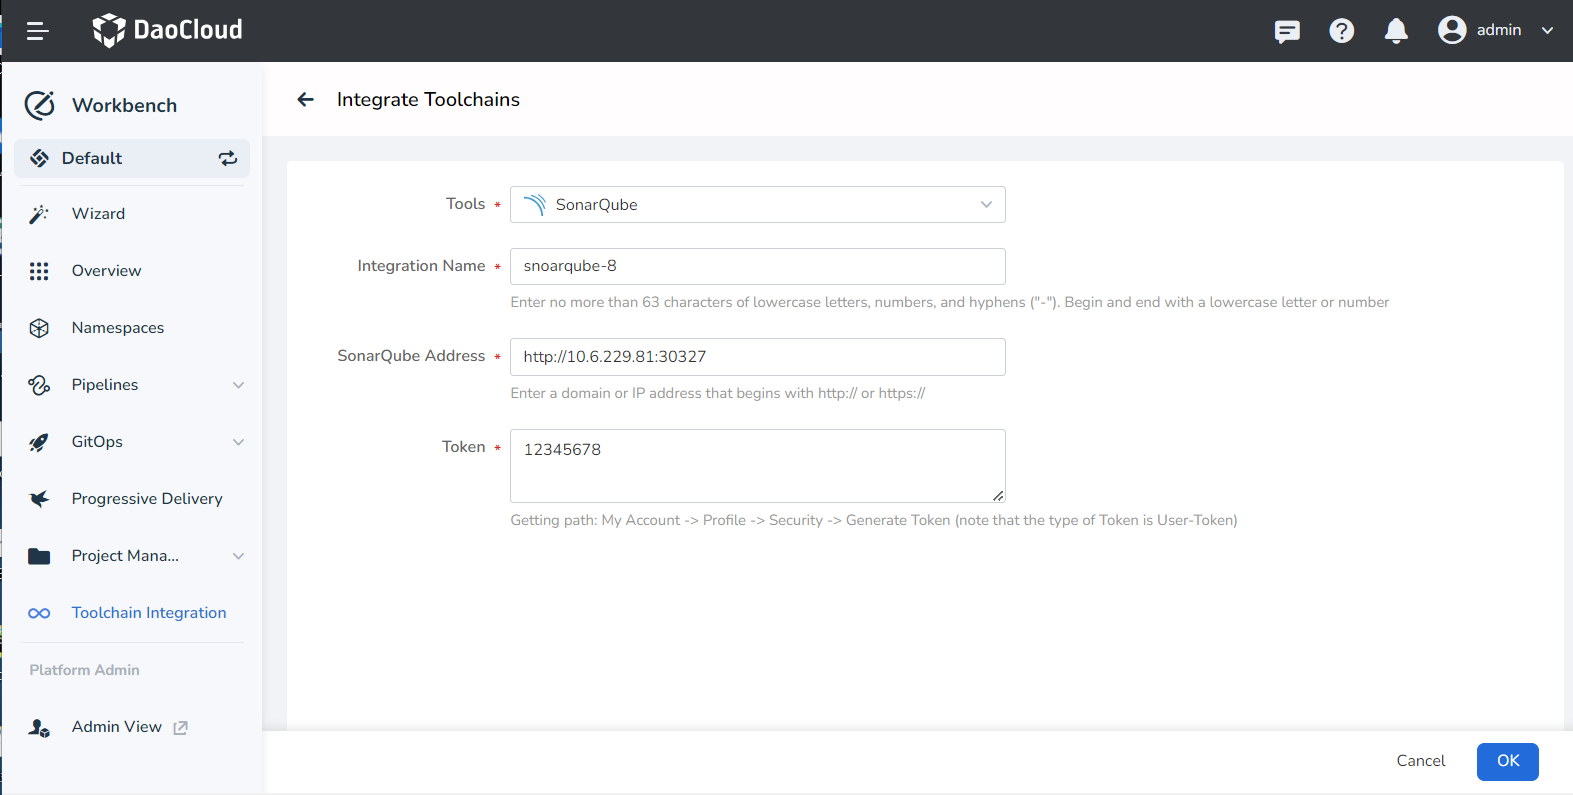 DaoCloud
admin
Workbench
Default
Wizard
Overview
Namespaces
Pipelines
GitOps
Progressive Delivery
Project Mana...
Toolchain Integration
Platform Admin
Admin View
Integrate Toolchains
Tools * SonarQube
Integration Name * snoarqube-8
Enter no more than 63 characters of lowercase letters, numbers, and hyphens ("-"). Begin and end with a lowercase letter or number
SonarQube Address * http://10.6.229.81:30327
Enter a domain or IP address that begins with http:// or https://
Token * 12345678
Getting path: My Account -> Profile -> Security -> Generate Token (note that the type of Token is User-Token)
Cancel OK